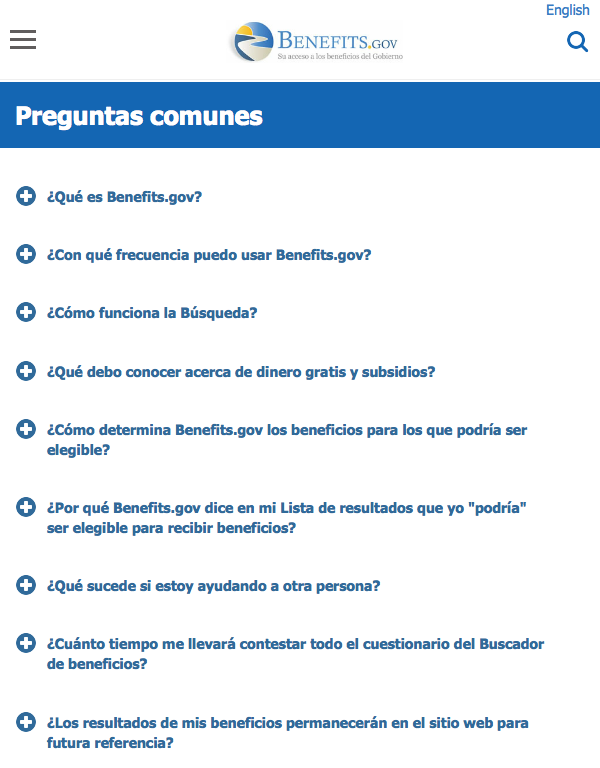 English
BENEFITS.GOV
Su acceso a los beneficios del Gobierno
Preguntas comunes
¿Qué es Benefits.gov?
¿Con qué frecuencia puedo usar Benefits.gov?
¿Cómo funciona la Búsqueda?
¿Qué debo conocer acerca de dinero gratis y subsidios?
¿Cómo determina Benefits.gov los beneficios para los que podría ser
elegible?
¿Por qué Benefits.gov dice en mi Lista de resultados que yo "podría"
ser elegible para recibir beneficios?
¿Qué sucede si estoy ayudando a otra persona?
¿Cuánto tiempo me llevará contestar todo el cuestionario del Buscador
de beneficios?
¿Los resultados de mis beneficios permanecerán en el sitio web para
futura referencia?